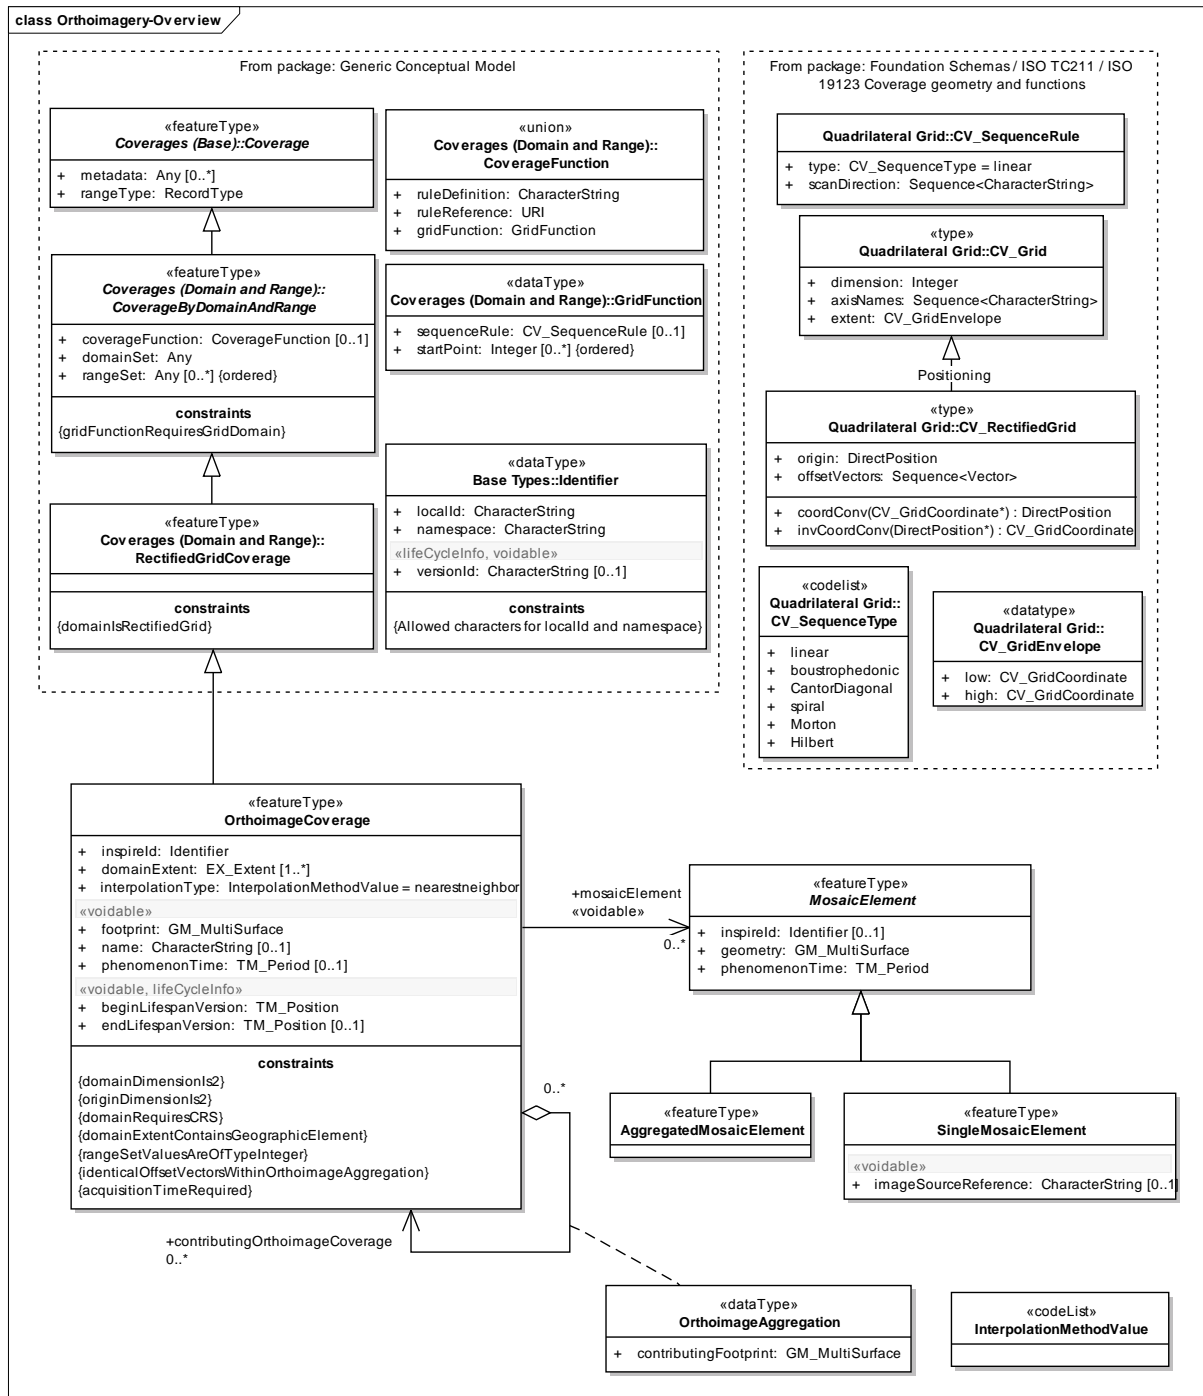 class Orthoimagery-Overview
From package: Generic Conceptual Model
«featureType»
Coverages (Base)::Coverage
+ metadata: Any [0..*]
+ rangeType: RecordType
«union»
Coverages (Domain and Range)::
CoverageFunction
+ ruleDefinition: CharacterString
+ ruleReference: URI
+ gridFunction: GridFunction
«featureType»
Coverages (Domain and Range)::
CoverageByDomainAndRange
+ coverageFunction: CoverageFunction [0..1]
+ domainSet: Any
+ rangeSet: Any [0..*] {ordered}
constraints
{gridFunctionRequiresGridDomain}
«dataType»
Coverages (Domain and Range)::GridFunction
+ sequenceRule: CV_SequenceRule [0..1]
+ startPoint: Integer [0..*] {ordered}
«dataType»
Base Types::Identifier
+ localId: CharacterString
+ namespace: CharacterString
«lifeCycleInfo, voidable»
+ versionId: CharacterString [0..1]
constraints
{Allowed characters for localId and namespace}
«featureType»
Coverages (Domain and Range)::
RectifiedGridCoverage
constraints
{domainIsRectifiedGrid}
From package: Foundation Schemas / ISO TC211 / ISO
19123 Coverage geometry and functions
Quadrilateral Grid::CV_SequenceRule
+ type: CV_SequenceType = linear
+ scanDirection: Sequence<CharacterString>
«type»
Quadrilateral Grid::CV_Grid
+ dimension: Integer
+ axisNames: Sequence<CharacterString>
+ extent: CV_GridEnvelope
Positioning
«type»
Quadrilateral Grid::CV_RectifiedGrid
+ origin: DirectPosition
+ offsetVectors: Sequence<Vector>
+ coordConv(CV_GridCoordinate*) : DirectPosition
+ invCoordConv(DirectPosition*) : CV_GridCoordinate
«codelist»
Quadrilateral Grid::
CV_SequenceType
+ linear
+ boustrophedonic
+ CantorDiagonal
+ spiral
+ Morton
+ Hilbert
«datatype»
Quadrilateral Grid::
CV_GridEnvelope
+ low: CV_GridCoordinate
+ high: CV_GridCoordinate
«featureType»
OrthoimageCoverage
+ inspireId: Identifier
+ domainExtent: EX_Extent [1..*]
+ interpolationType: InterpolationMethodValue = nearestneighbor
«voidable»
+ footprint: GM_MultiSurface
+ name: CharacterString [0..1]
+ phenomenonTime: TM_Period [0..1]
«voidable, lifeCycleInfo»
+ beginLifespanVersion: TM_Position
+ endLifespanVersion: TM_Position [0..1]
constraints
{domainDimensionIs2}
{originDimensionIs2}
{domainRequiresCRS}
{domainExtentContainsGeographicElement}
{rangeSetValuesAreOfTypeInteger}
{identicalOffsetVectorsWithinOrthoimageAggregation}
{acquisitionTimeRequired}
+mosaicElement
«voidable»
0..*
«featureType»
MosaicElement
+ inspireId: Identifier [0..1]
+ geometry: GM_MultiSurface
+ phenomenonTime: TM_Period
0..*
«featureType»
AggregatedMosaicElement
«featureType»
SingleMosaicElement
«voidable»
+ imageSourceReference: CharacterString [0..1]
+contributingOrthoimageCoverage
0..*
«dataType»
OrthoimageAggregation
+ contributingFootprint: GM_MultiSurface
«codeList»
InterpolationMethodValue